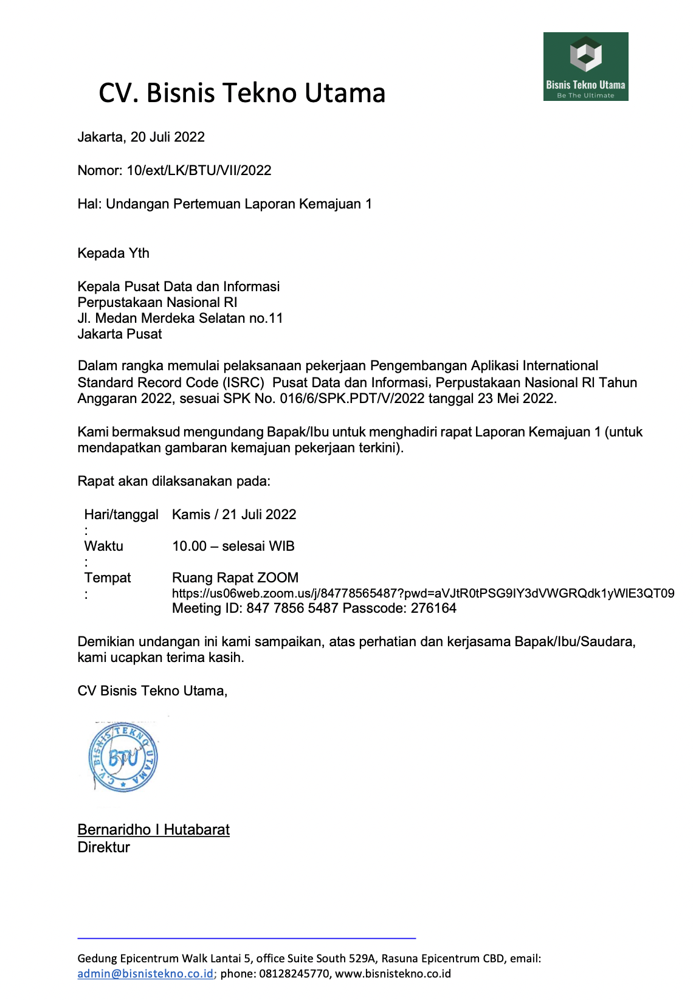 Bisnis Tekno Utama
Be The Ultimate
CV. Bisnis Tekno Utama
Jakarta, 20 Juli 2022
Nomor: 10/ext/LK/BTU/VII/2022
Hal: Undangan Pertemuan Laporan Kemajuan 1
Kepada Yth
Kepala Pusat Data dan Informasi
Perpustakaan Nasional RI
Jl. Medan Merdeka Selatan no.11
Jakarta Pusat
Dalam rangka memulai pelaksanaan pekerjaan Pengembangan Aplikasi International
Standard Record Code (ISRC)  Pusat Data dan Informasi, Perpustakaan Nasional RI Tahun
Anggaran 2022, sesuai SPK No. 016/6/SPK.PDT/V/2022 tanggal 23 Mei 2022.
Kami bermaksud mengundang Bapak/Ibu untuk menghadiri rapat Laporan Kemajuan 1 (untuk
mendapatkan gambaran kemajuan pekerjaan terkini).
Rapat akan dilaksanakan pada:
Hari/tanggal Kamis / 21 Juli 2022
:
Waktu 10.00 – selesai WIB
:
Tempat Ruang Rapat ZOOM
: https://us06web.zoom.us/j/84778565487?pwd=aVJtR0tPSG9IY3dVWGRQdk1yWlE3QT09
Meeting ID: 847 7856 5487 Passcode: 276164
Demikian undangan ini kami sampaikan, atas perhatian dan kerjasama Bapak/Ibu/Saudara,
kami ucapkan terima kasih.
CV Bisnis Tekno Utama,
C.V. BISNIS TEKNO UTAMA
BTU
Bernaridho I Hutabarat
Direktur
Gedung Epicentrum Walk Lantai 5, office Suite South 529A, Rasuna Epicentrum CBD, email:
admin@bisnistekno.co.id; phone: 08128245770, www.bisnistekno.co.id